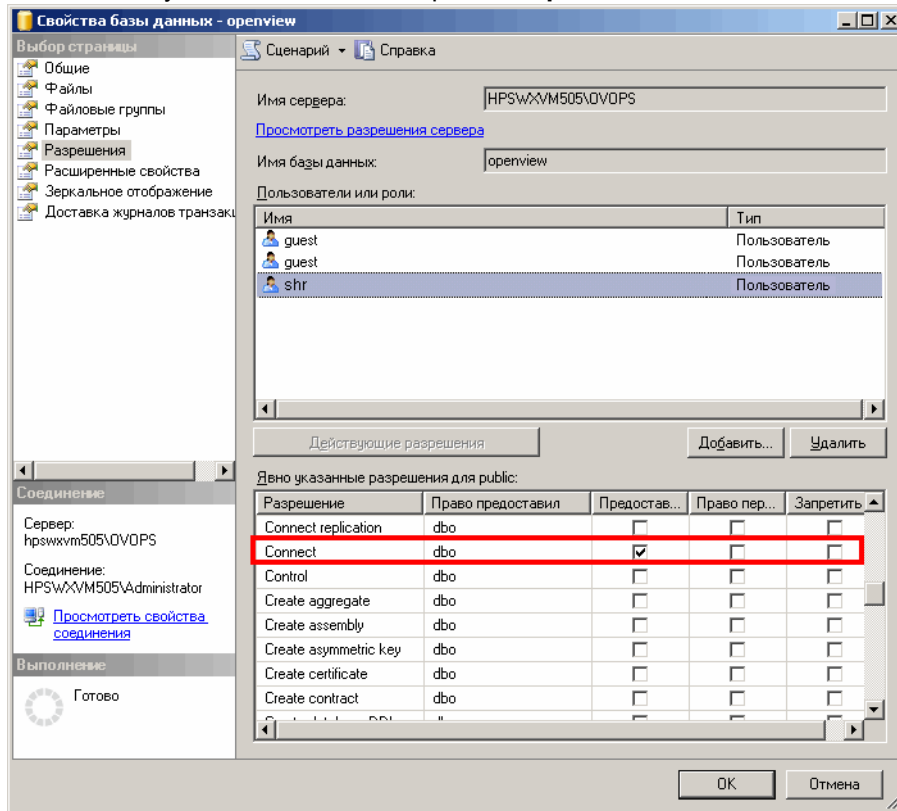 Свойства базы данных - openview
Выбор страницы
Общие
Файлы
Файловые группы
Параметры
Разрешения
Расширенные свойства
Зеркальное отображение
Доставка журналов транзакц
Сценарий Справка
Имя сервера: HPSWXVM505\OVOPS
Просмотреть разрешения сервера
Имя базы данных: openview
Пользователи или роли:
Имя Тип
guest Пользователь
guest Пользователь
shr Пользователь
Действующие разрешения Добавить... Удалить
Явно указанные разрешения для public:
Разрешение Право предоставил Предостав... Право пер... Запретить
Connect replication dbo
Connect dbo
Control dbo
Create aggregate dbo
Create assembly dbo
Create asymmetric key dbo
Create certificate dbo
Create contract dbo
Соединение
Сервер:
hpswxvm505\OVOPS
Соединение:
HPSWXVM505\Administrator
Просмотреть свойства
соединения
Выполнение
Готово
OK Отмена